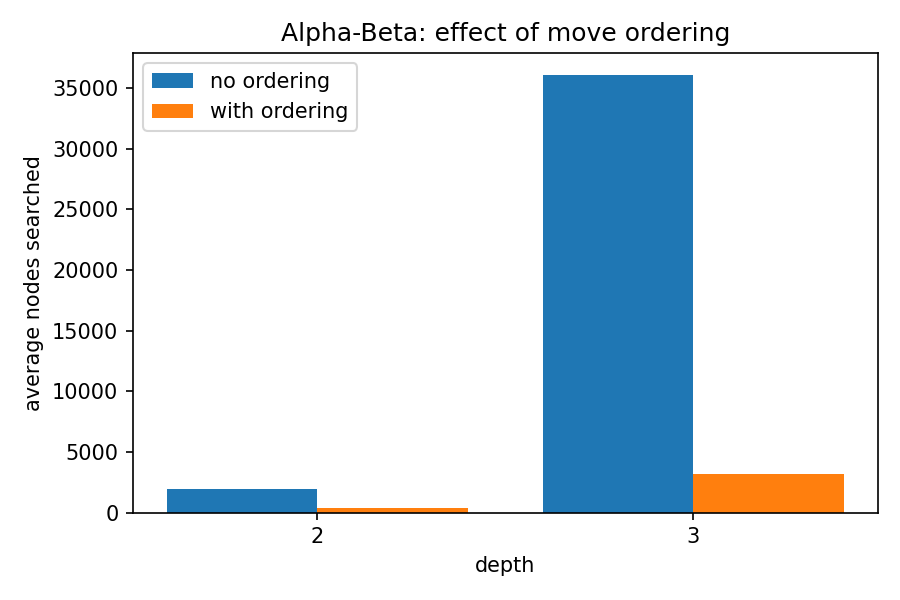 Alpha-Beta: effect of move ordering
no ordering
with ordering
average nodes searched
35000
30000
25000
20000
15000
10000
5000
0
2 3
depth